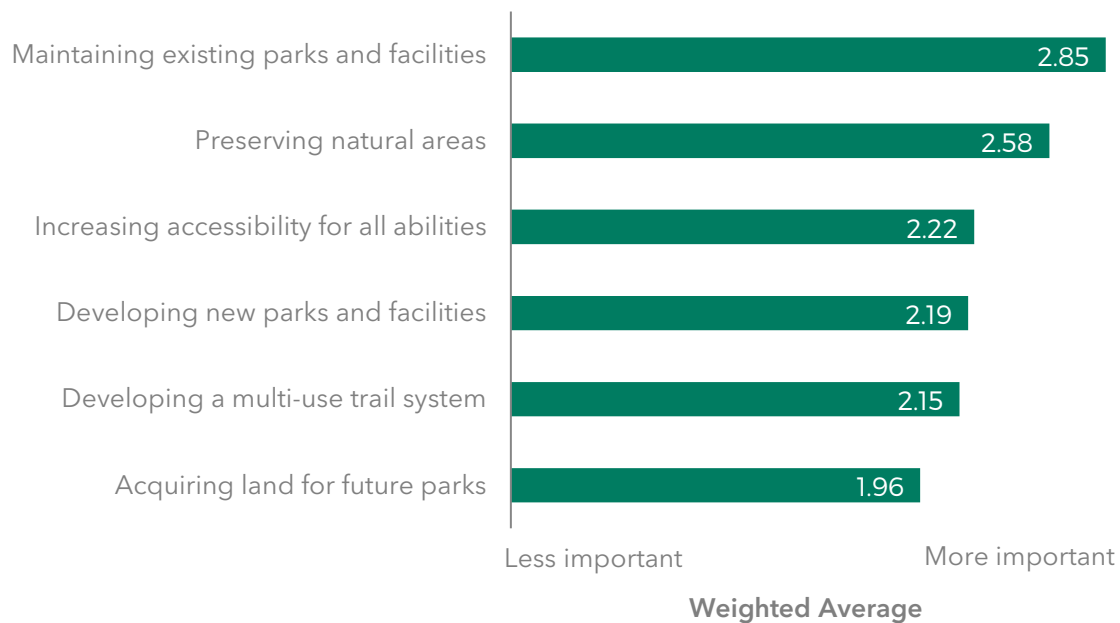 Maintaining existing parks and facilities 2.85
Preserving natural areas 2.58
Increasing accessibility for all abilities 2.22
Developing new parks and facilities 2.19
Developing a multi-use trail system 2.15
Acquiring land for future parks 1.96
Less important More important
Weighted Average